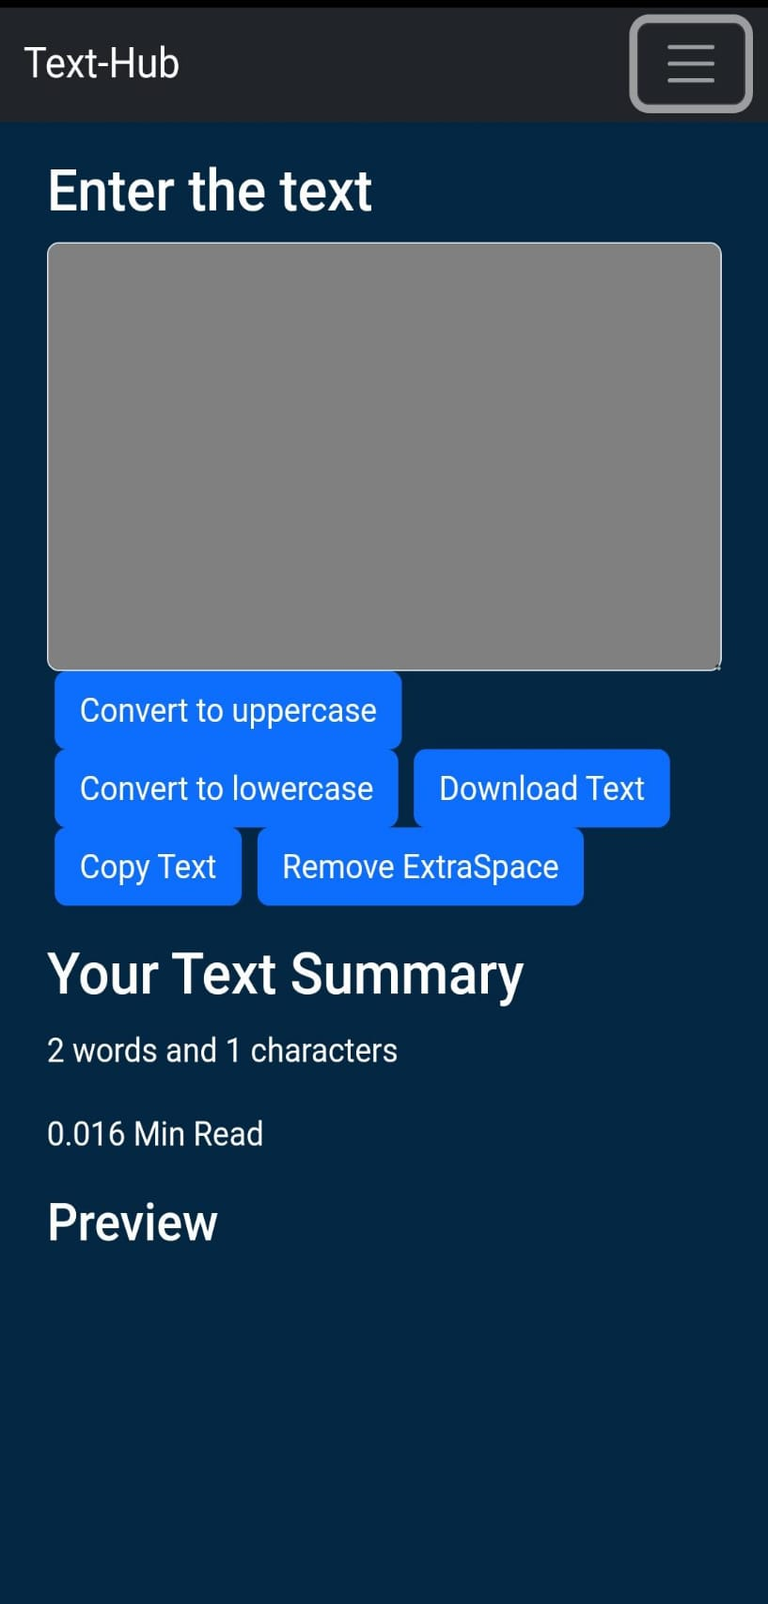 Text-Hub
Enter the text
Convert to uppercase
Convert to lowercase Download Text
Copy Text Remove ExtraSpace
Your Text Summary
2 words and 1 characters
0.016 Min Read
Preview